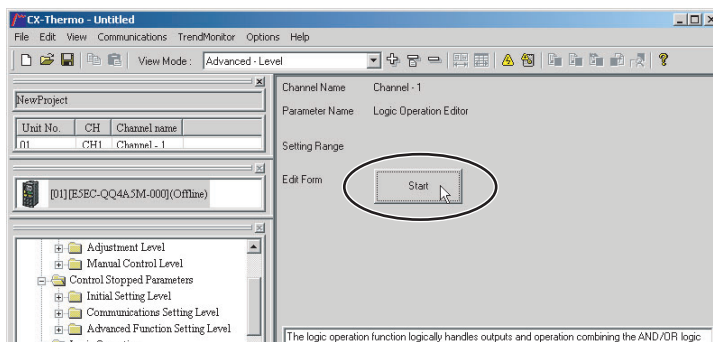 CX-Thermo - Untitled
File Edit View Communications TrendMonitor Options Help
View Mode : Advanced - Level
NewProject
Unit No. CH Channel name
01 CH1 Channel - 1
[01][E5EC-QQ4A5M-000](Offline)
Adjustment Level
Manual Control Level
Control Stopped Parameters
Initial Setting Level
Communications Setting Level
Advanced Function Setting Level
Channel Name Channel - 1
Parameter Name Logic Operation Editor
Setting Range
Edit Form Start
The logic operation function logically handles outputs and operation combining the AND/OR logic